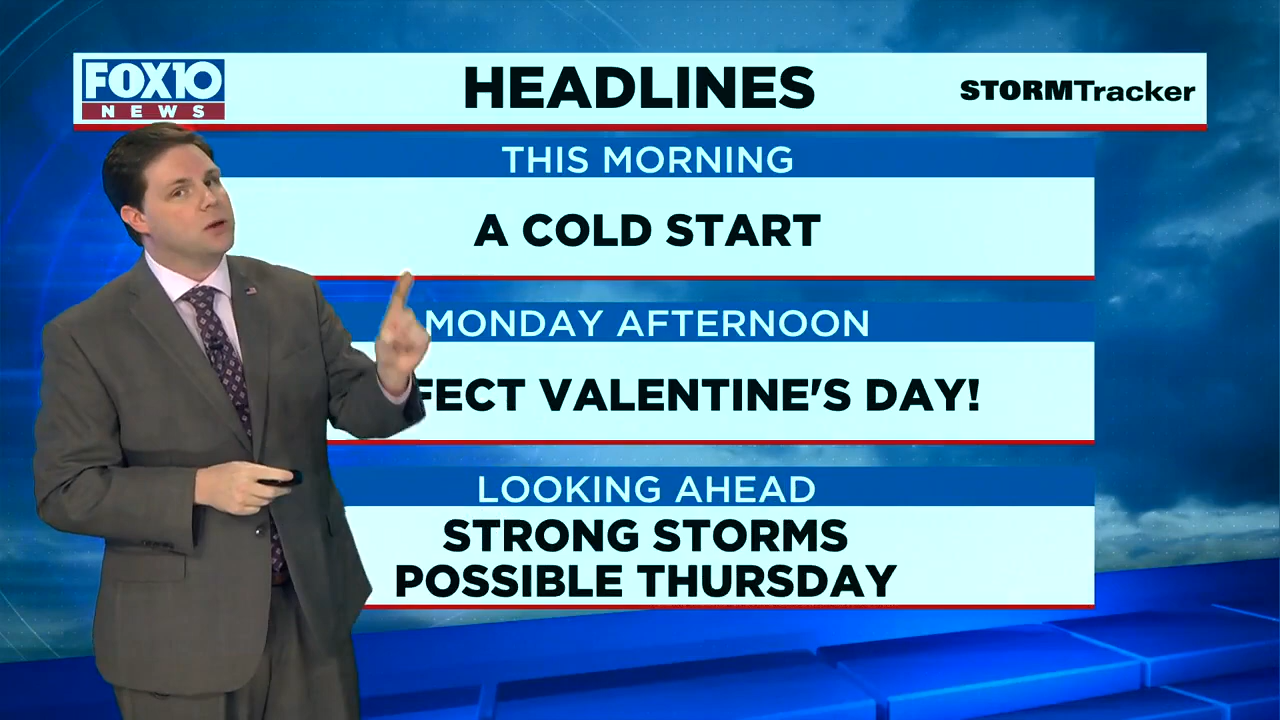 FOX10
NEWS
HEADLINES
STORMTracker
THIS MORNING
A COLD START
MONDAY AFTERNOON
FECT VALENTINE'S DAY!
LOOKING AHEAD
STRONG STORMS
POSSIBLE THURSDAY